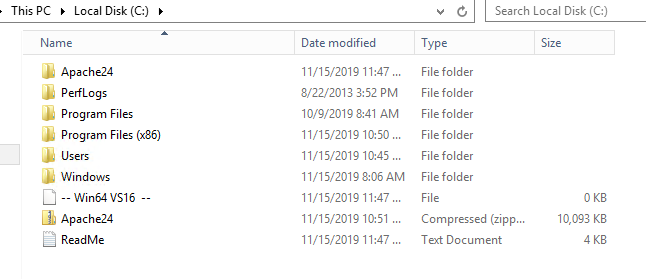 This PC Local Disk (C:) Search Local Disk (C:)
Name Date modified Type Size
Apache24 11/15/2019 11:47 ... File folder
PerfLogs 8/22/2013 3:52 PM File folder
Program Files 10/9/2019 8:41 AM File folder
Program Files (x86) 11/15/2019 10:50 ... File folder
Users 11/15/2019 10:45 ... File folder
Windows 11/15/2019 8:06 AM File folder
-- Win64 VS16 -- 11/15/2019 11:47 ... File 0 KB
Apache24 11/15/2019 10:51 ... Compressed (zipp... 10,093 KB
ReadMe 11/15/2019 11:47 ... Text Document 4 KB